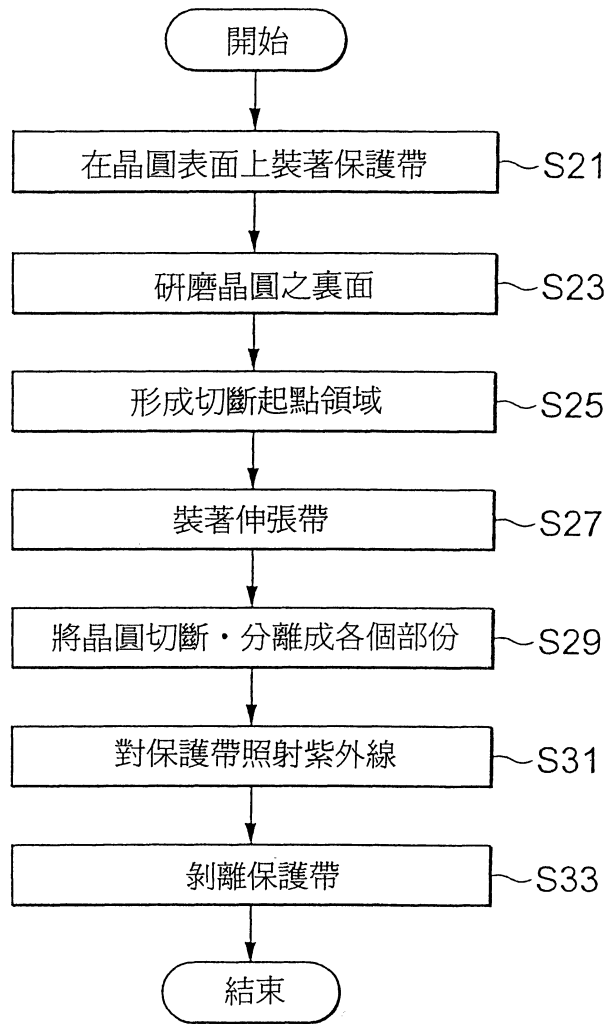 開始
在晶圓表面上裝著保護帶 S21
研磨晶圓之裏面 S23
形成切斷起點領域 S25
裝著伸張帶 S27
將晶圓切斷・分離成各個部份 S29
對保護帶照射紫外線 S31
剝離保護帶 S33
結束